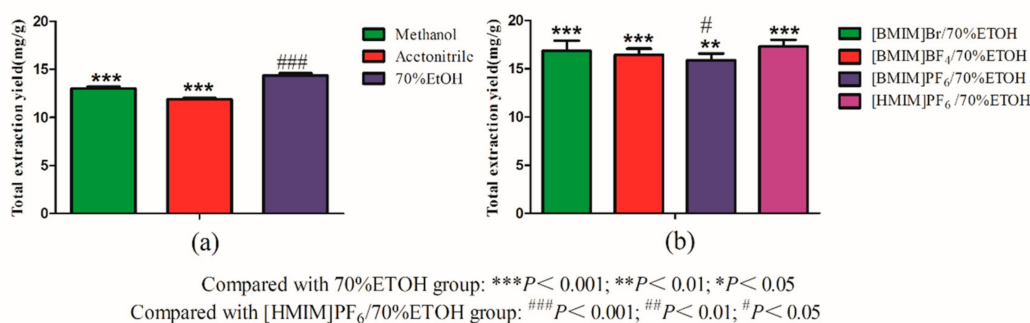 Total extraction yield(mg/g)
20
15
10
5
0
***
***
###
Methanol
Acetonitrile
70%EtOH
(a)
Total extraction yield(mg/g)
20
15
10
5
0
***
***
#
**
***
[BMIM]Br/70%ETOH
[BMIM]BF₄/70%ETOH
[BMIM]PF₆/70%ETOH
[HMIM]PF₆ /70%ETOH
(b)
Compared with 70%ETOH group: ***P< 0.001; **P< 0.01; *P< 0.05
Compared with [HMIM]PF₆/70%ETOH group: ###P< 0.001; ##P< 0.01; #P< 0.05